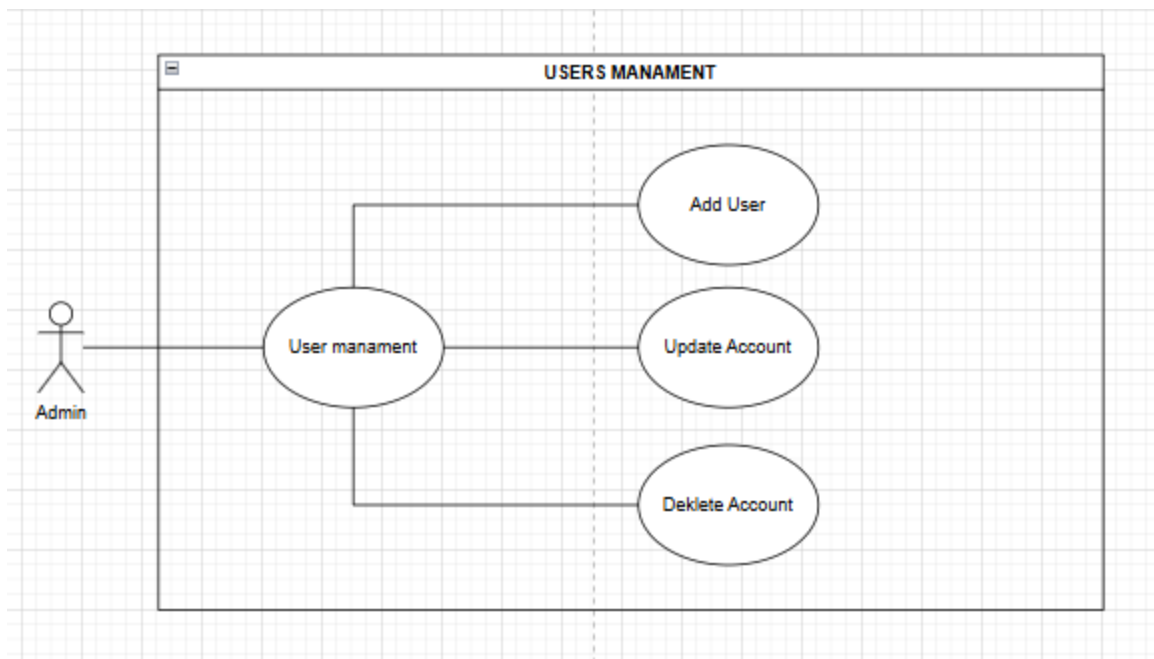 USERS MANAMENT
Add User
User manament
Update Account
Admin
Deklete Account